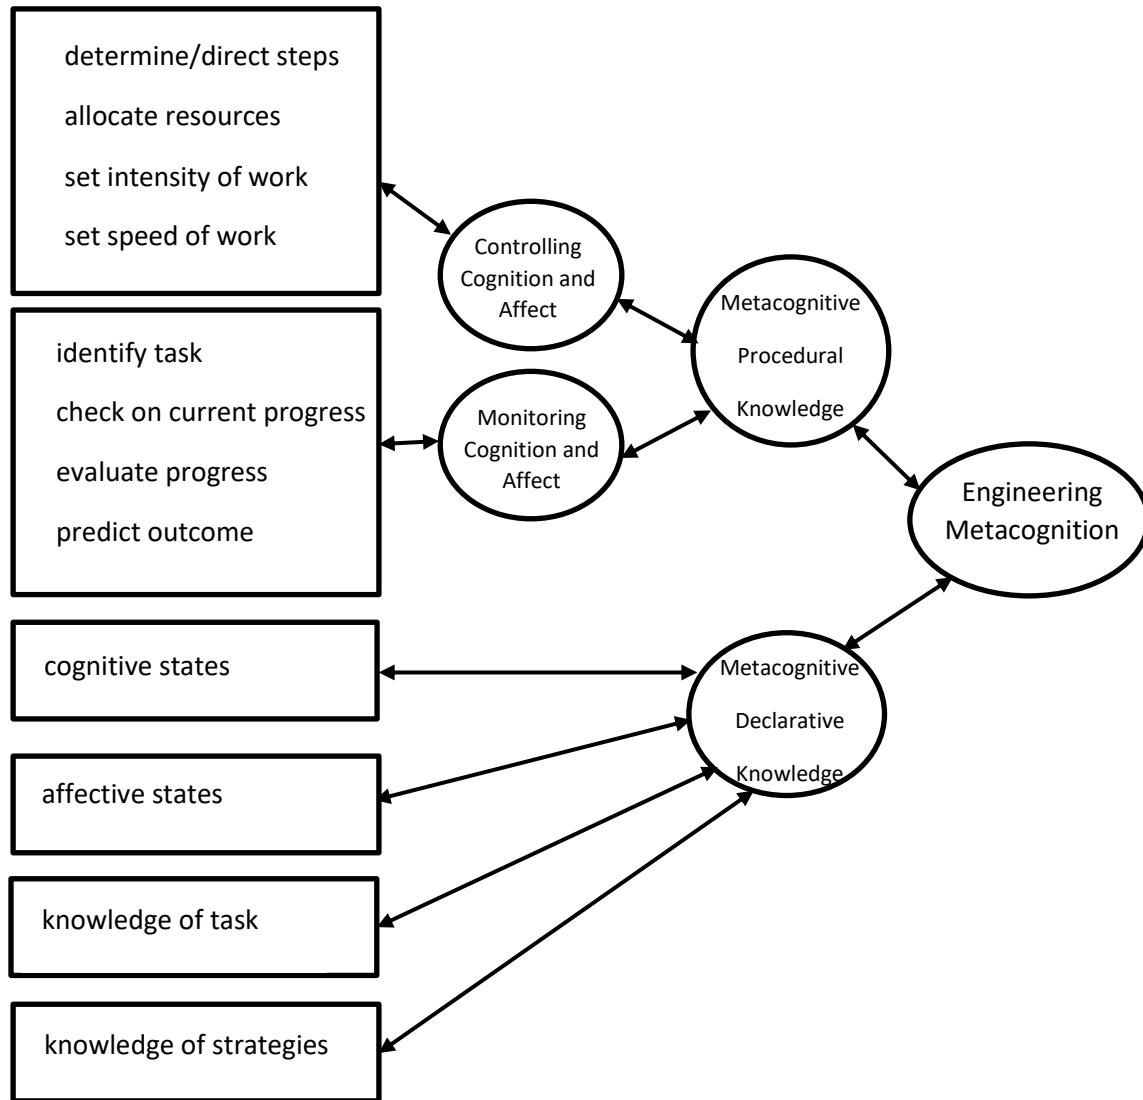 determine/direct steps
allocate resources
set intensity of work
set speed of work
Controlling
Cognition and
Affect
Metacognitive
Procedural
Knowledge
identify task
check on current progress
evaluate progress
predict outcome
Monitoring
Cognition and
Affect
Engineering
Metacognition
cognitive states
Metacognitive
Declarative
Knowledge
affective states
knowledge of task
knowledge of strategies